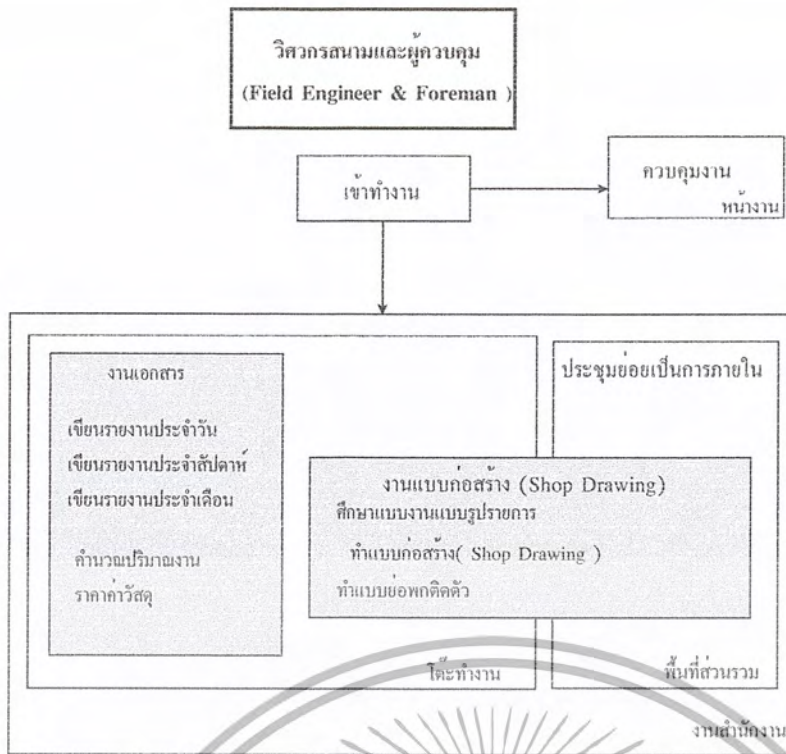 วิศวกรสนามและผู้ควบคุม
(Field Engineer & Foreman )
เข้าทำงาน
ควบคุมงาน
หน้างาน
งานเอกสาร
เขียนรายงานประจำวัน
เขียนรายงานประจำสัปดาห์
เขียนรายงานประจำเดือน
คำนวณปริมาณงาน
ราคาค่าวัสดุ
ประชุมย่อยเป็นการภายใน
งานแบบก่อสร้าง (Shop Drawing)
ศึกษาแบบงานแบบรูปรายการ
ทำแบบก่อสร้าง( Shop Drawing )
ทำแบบย่อพกติดตัว
โต๊ะทำงาน
พื้นที่ส่วนรวม
งานสำนักงาน